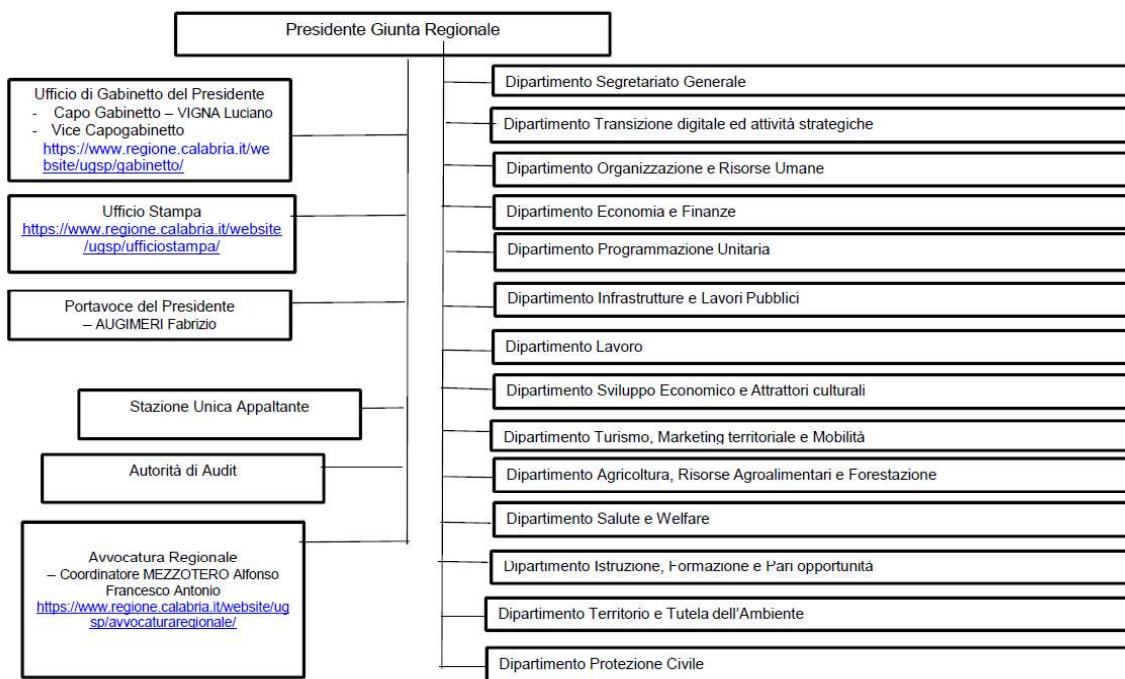 Presidente Giunta Regionale
Ufficio di Gabinetto del Presidente
- Capo Gabinetto – VIGNA Luciano
- Vice Capogabinetto
https://www.regione.calabria.it/we
bsite/ugsp/gabinetto/
Ufficio Stampa
https://www.regione.calabria.it/website
/ugsp/ufficiostampa/
Portavoce del Presidente
– AUGIMERI Fabrizio
Stazione Unica Appaltante
Autorità di Audit
Avvocatura Regionale
– Coordinatore MEZZOTERO Alfonso
Francesco Antonio
https://www.regione.calabria.it/website/ug
sp/avvocaturaregionale/
Dipartimento Segretariato Generale
Dipartimento Transizione digitale ed attività strategiche
Dipartimento Organizzazione e Risorse Umane
Dipartimento Economia e Finanze
Dipartimento Programmazione Unitaria
Dipartimento Infrastrutture e Lavori Pubblici
Dipartimento Lavoro
Dipartimento Sviluppo Economico e Attrattori culturali
Dipartimento Turismo, Marketing territoriale e Mobilità
Dipartimento Agricoltura, Risorse Agroalimentari e Forestazione
Dipartimento Salute e Welfare
Dipartimento Istruzione, Formazione e Pari opportunità
Dipartimento Territorio e Tutela dell'Ambiente
Dipartimento Protezione Civile